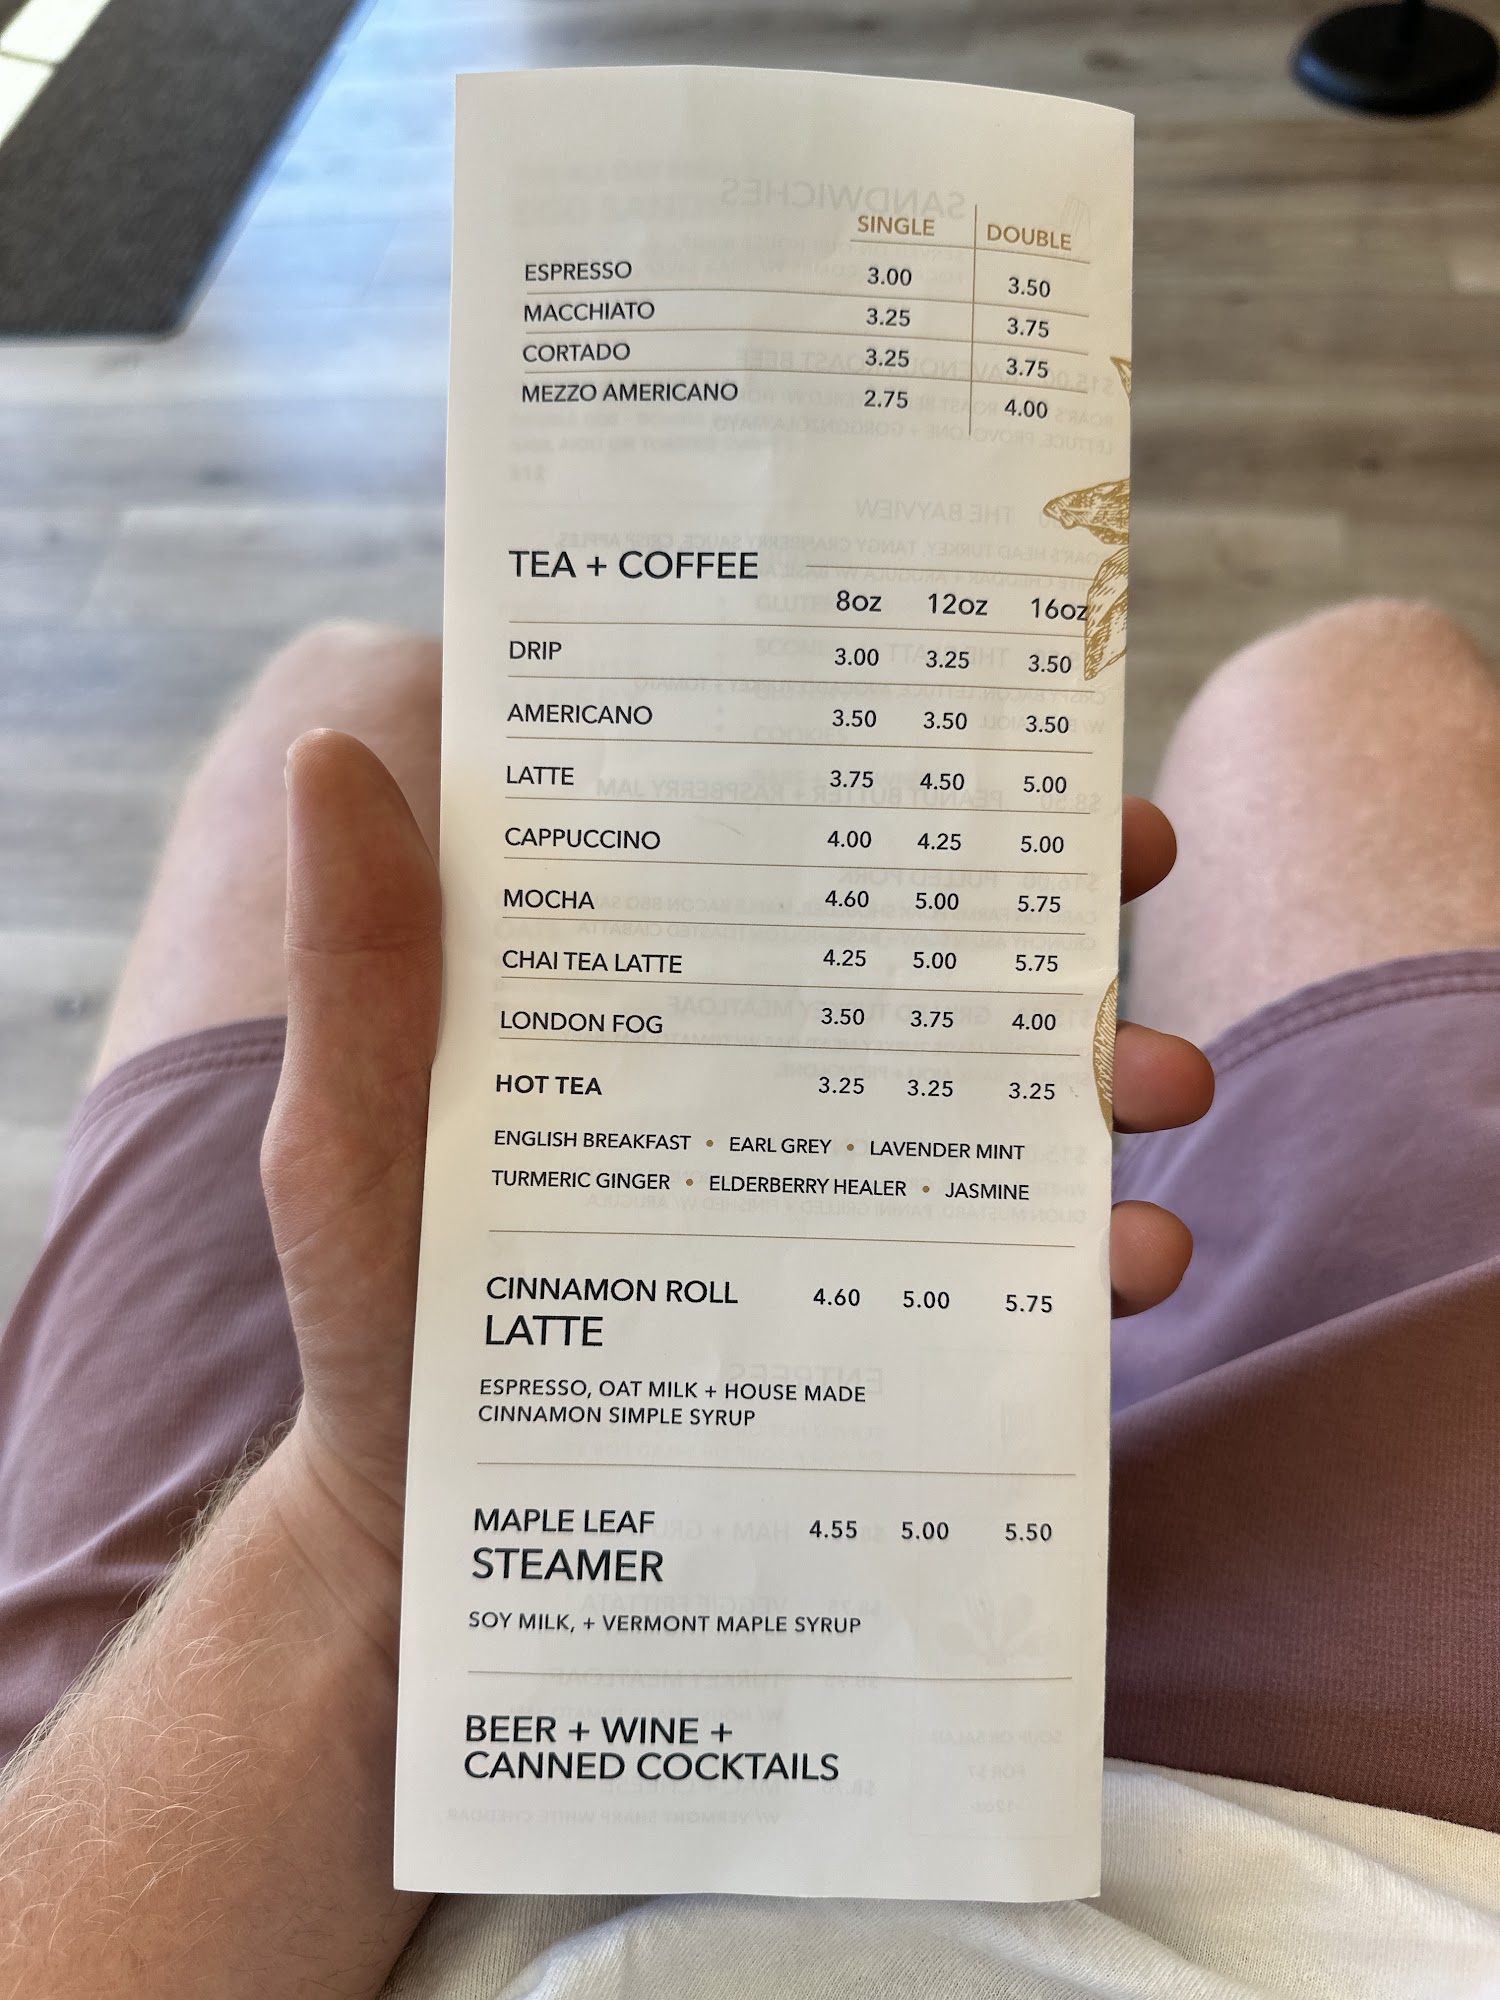 SINGLE DOUBLE
ESPRESSO 3.00 3.50
MACCHIATO 3.25 3.75
CORTADO 3.25 3.75
MEZZO AMERICANO 2.75 4.00
TEA + COFFEE
8oz 12oz 16oz
DRIP 3.00 3.25 3.50
AMERICANO 3.50 3.50 3.50
LATTE 3.75 4.50 5.00
CAPPUCCINO 4.00 4.25 5.00
MOCHA 4.60 5.00 5.75
CHAI TEA LATTE 4.25 5.00 5.75
LONDON FOG 3.50 3.75 4.00
HOT TEA 3.25 3.25 3.25
ENGLISH BREAKFAST • EARL GREY • LAVENDER MINT
TURMERIC GINGER • ELDERBERRY HEALER • JASMINE
CINNAMON ROLL 4.60 5.00 5.75
LATTE
ESPRESSO, OAT MILK + HOUSE MADE
CINNAMON SIMPLE SYRUP
MAPLE LEAF 4.55 5.00 5.50
STEAMER
SOY MILK, + VERMONT MAPLE SYRUP
BEER + WINE +
CANNED COCKTAILS